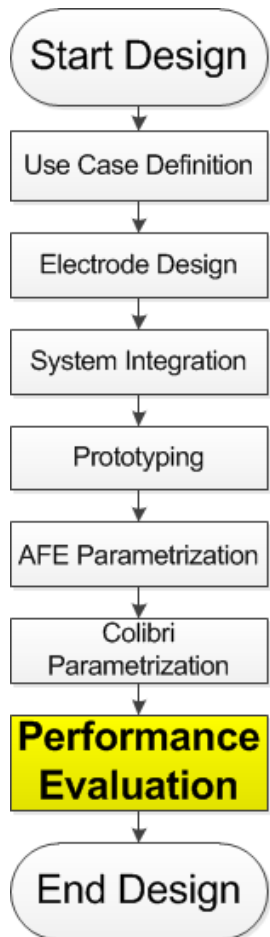 Start Design
Use Case Definition
Electrode Design
System Integration
Prototyping
AFE Parametrization
Colibri
Parametrization
Performance
Evaluation
End Design